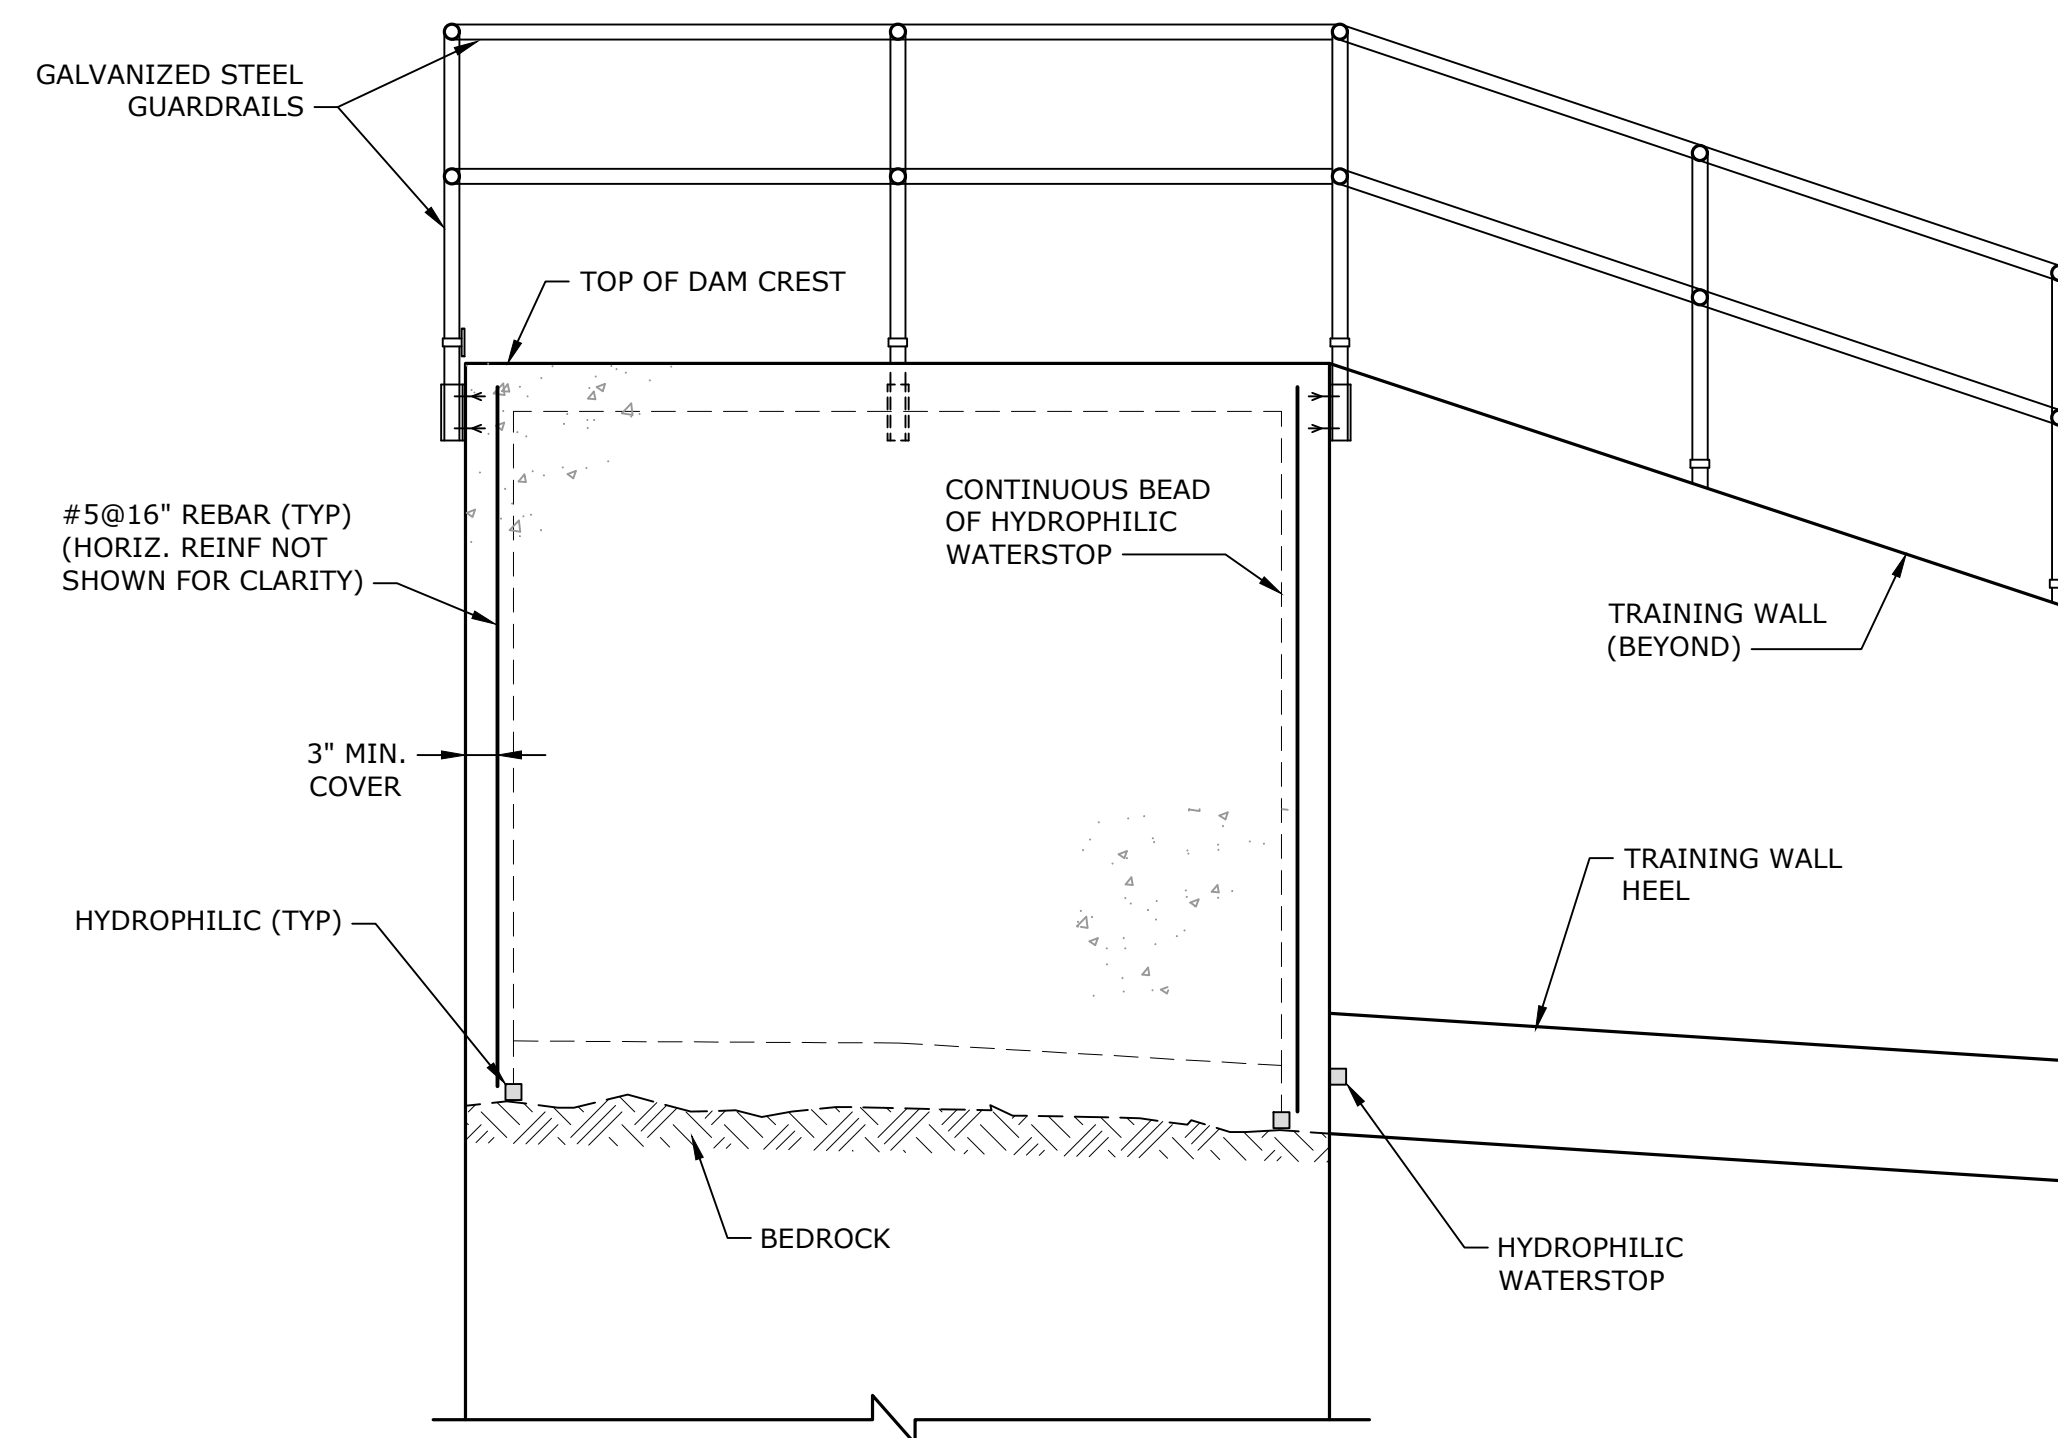 GALVANIZED STEEL
GUARDRAILS
TOP OF DAM CREST
CONTINUOUS BEAD
OF HYDROPHILIC
WATERSTOP
#5@16" REBAR (TYP)
(HORIZ. REINF NOT
SHOWN FOR CLARITY)
TRAINING WALL
(BEYOND)
3" MIN.
COVER
TRAINING WALL
HEEL
HYDROPHILIC (TYP)
BEDROCK
HYDROPHILIC
WATERSTOP